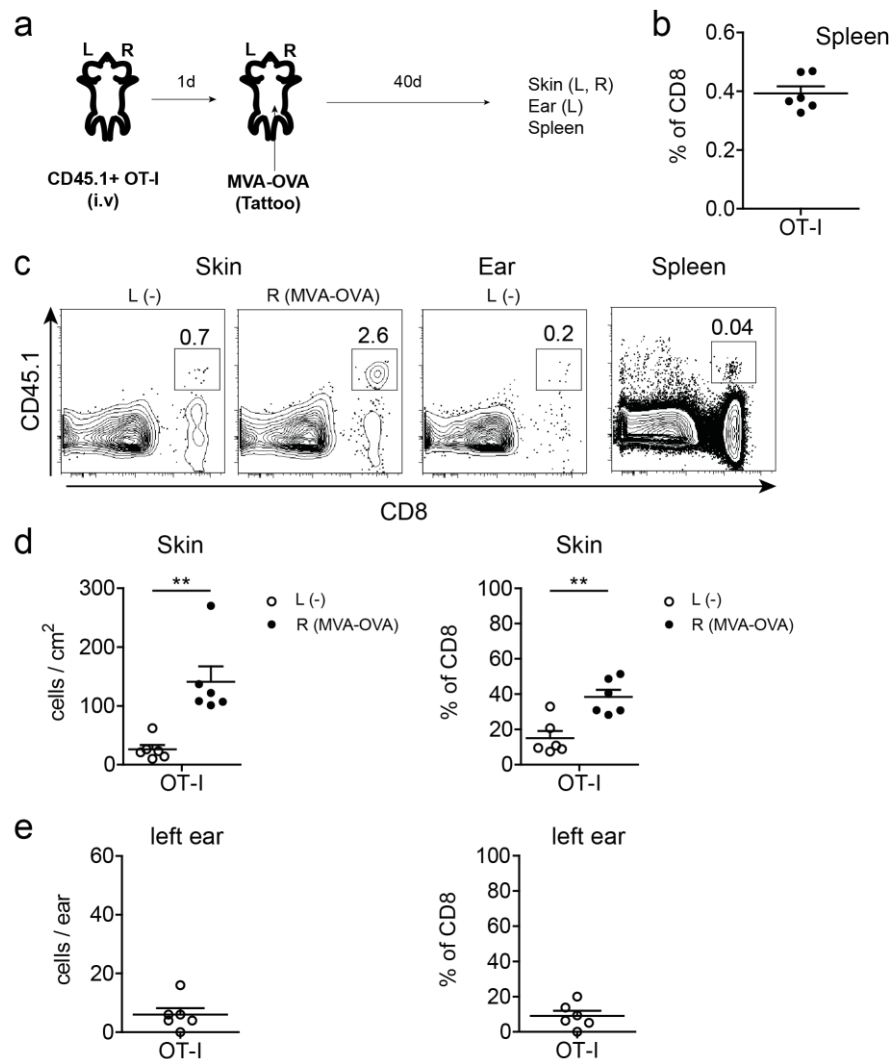 a
L R
L R
1d
40d
Skin (L, R)
Ear (L)
Spleen
CD45.1+ OT-I
(i.v)
MVA-OVA
(Tattoo)
b
Spleen
% of CD8
0.6
0.4
0.2
0.0
OT-I
c
Skin
Ear
Spleen
L (-)
R (MVA-OVA)
L (-)
0.7
2.6
0.2
0.04
CD45.1
CD8
d
Skin
cells / cm2
300
200
100
0
**
L (-)
R (MVA-OVA)
OT-I
Skin
% of CD8
100
80
60
40
20
0
**
L (-)
R (MVA-OVA)
OT-I
e
left ear
cells / ear
60
40
20
0
OT-I
left ear
% of CD8
100
80
60
40
20
0
OT-I